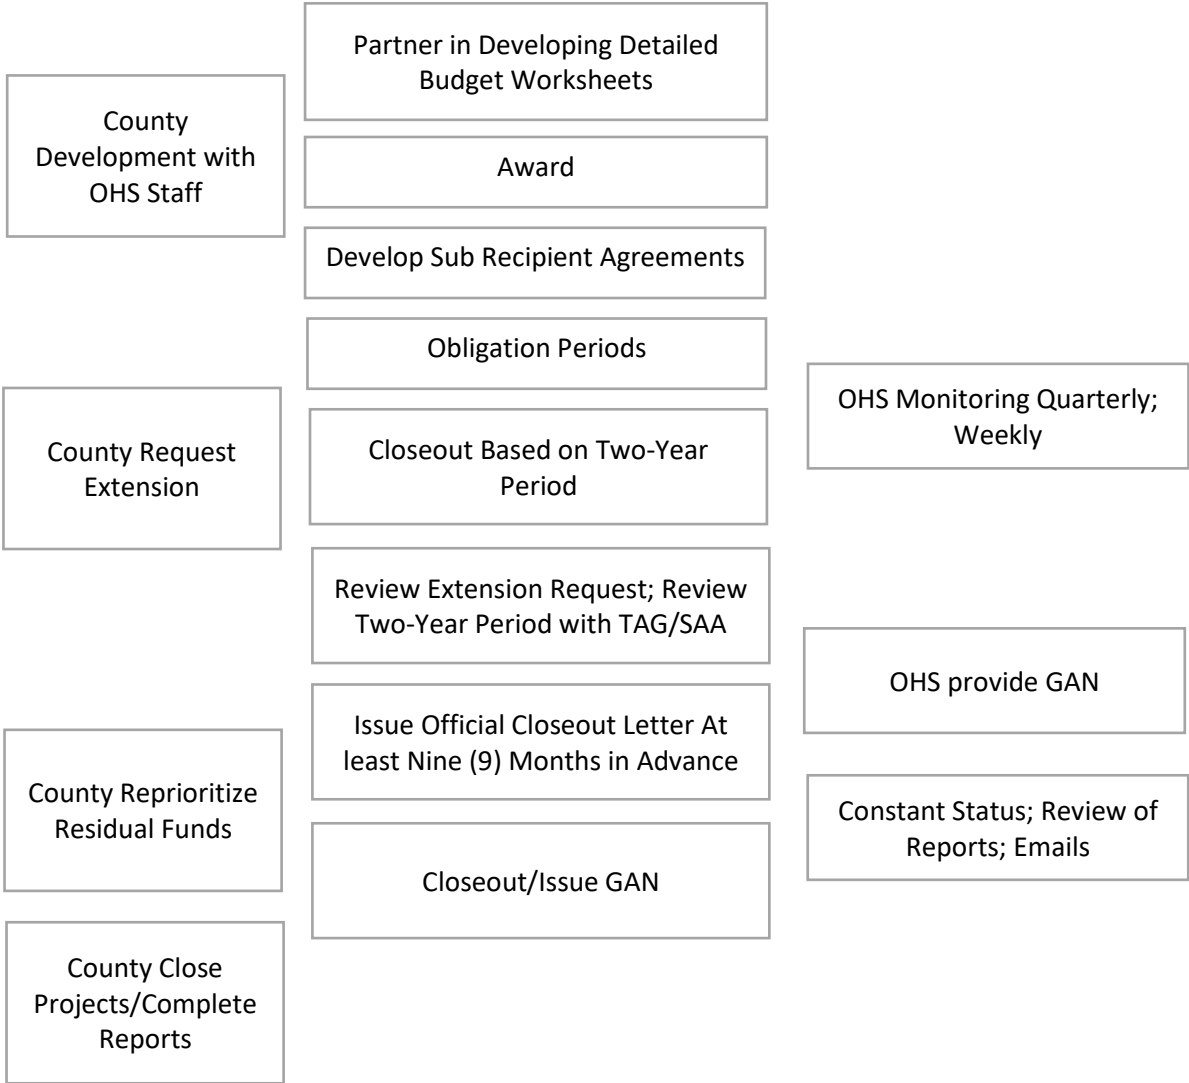 Partner in Developing Detailed
Budget Worksheets
County
Development with
OHS Staff
Award
Develop Sub Recipient Agreements
Obligation Periods
OHS Monitoring Quarterly;
Weekly
County Request
Extension
Closeout Based on Two-Year
Period
Review Extension Request; Review
Two-Year Period with TAG/SAA
OHS provide GAN
Issue Official Closeout Letter At
least Nine (9) Months in Advance
County Reprioritize
Residual Funds
Constant Status; Review of
Reports; Emails
Closeout/Issue GAN
County Close
Projects/Complete
Reports